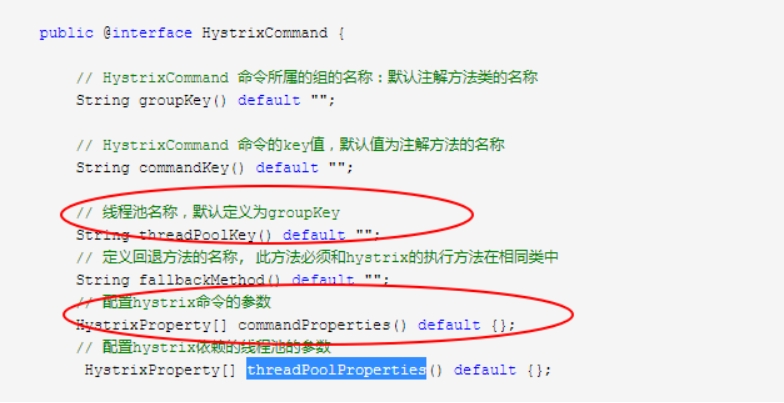 public @interface HystrixCommand {
// HystrixCommand 命令所属的组的名称：默认注解方法类的名称
String groupKey() default "";
// HystrixCommand 命令的key值，默认值为注解方法的名称
String commandKey() default "";
// 线程池名称，默认定义为groupKey
String threadPoolKey() default "";
// 定义回退方法的名称, 此方法必须和hystrix的执行方法在相同类中
String fallbackMethod() default "";
// 配置hystrix命令的参数
HystrixProperty[] commandProperties() default {};
// 配置hystrix依赖的线程池的参数
HystrixProperty[] threadPoolProperties() default {};